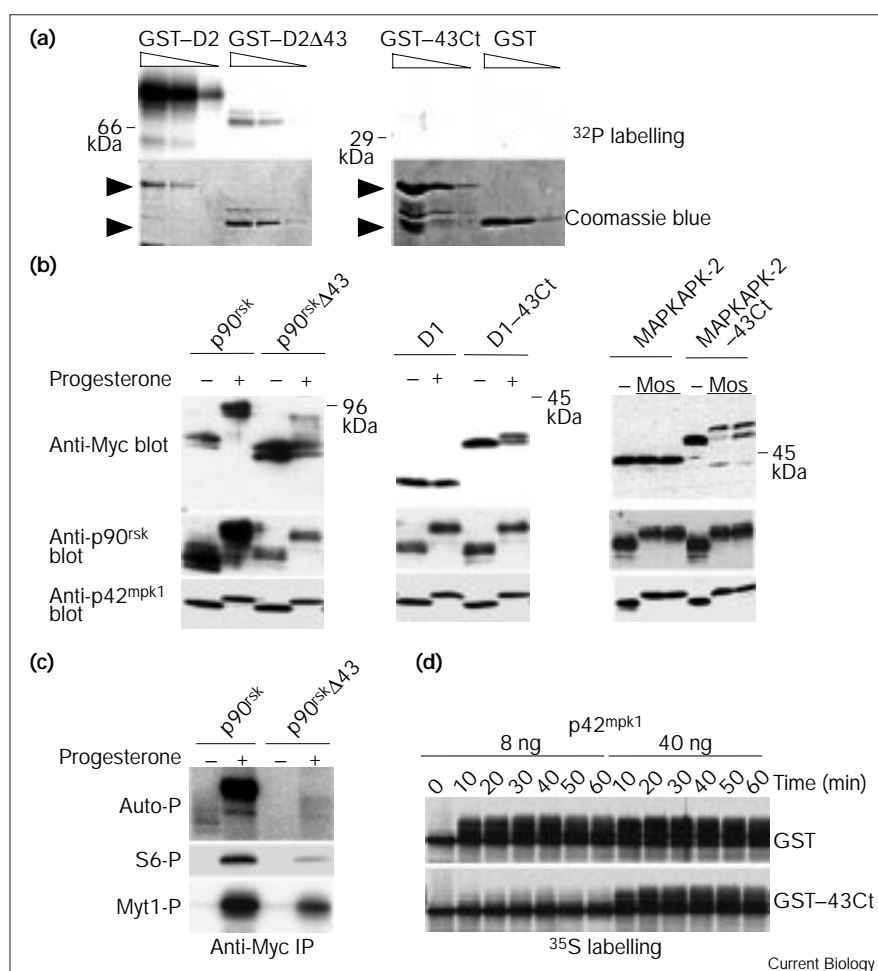 (a)
GST–D2 GST–D2Δ43 GST–43Ct GST
66 –
kDa
29 –
kDa
³²P labelling
Coomassie blue
(b)
p90ʳˢᵏ p90ʳˢᵏΔ43 D1 D1–43Ct MAPKAPK-2 MAPKAPK-2
–43Ct
Progesterone – + – + – + – + – Mos – Mos
– 96
kDa
– 45
kDa
Anti-Myc blot
– 45
kDa
Anti-p90ʳˢᵏ
blot
Anti-p42ᵐᵖᵏ¹
blot
(c)
p90ʳˢᵏ p90ʳˢᵏΔ43
Progesterone – + – +
Auto-P
S6-P
Myt1-P
Anti-Myc IP
(d)
p42ᵐᵖᵏ¹
8 ng 40 ng
0 10 20 30 40 50 60 10 20 30 40 50 60 Time (min)
GST
GST–43Ct
³⁵S labelling
Current Biology